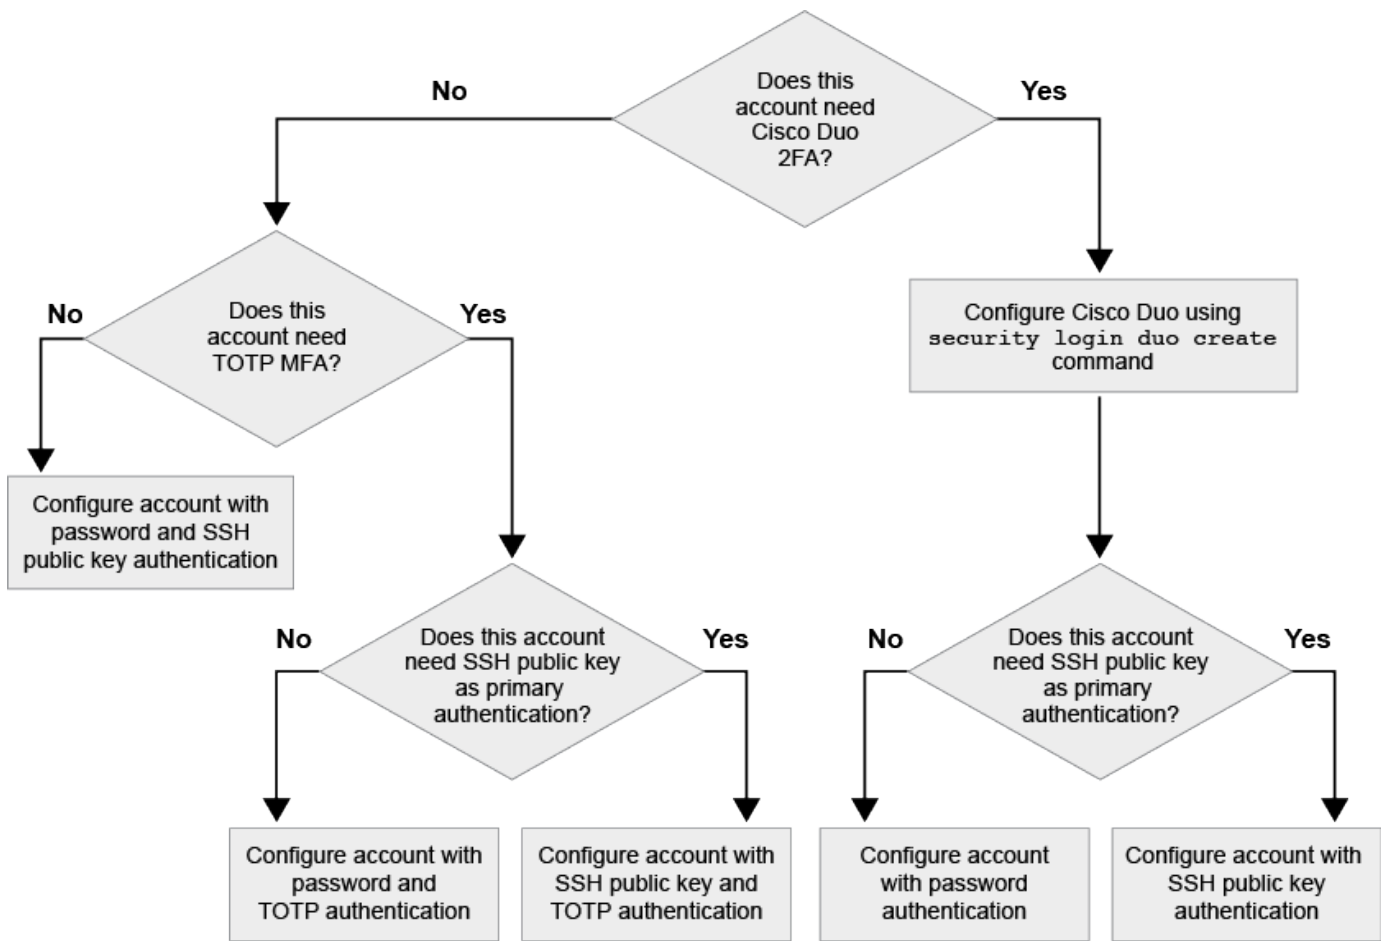 Does this
account need
Cisco Duo
2FA?
No
Yes
Does this
account need
TOTP MFA?
No
Yes
Configure Cisco Duo using
security login duo create
command
Configure account with
password and SSH
public key authentication
Does this account
need SSH public key
as primary
authentication?
No
Yes
Does this account
need SSH public key
as primary
authentication?
No
Yes
Configure account with
password and
TOTP authentication
Configure account with
SSH public key and
TOTP authentication
Configure account
with password
authentication
Configure account with
SSH public key
authentication